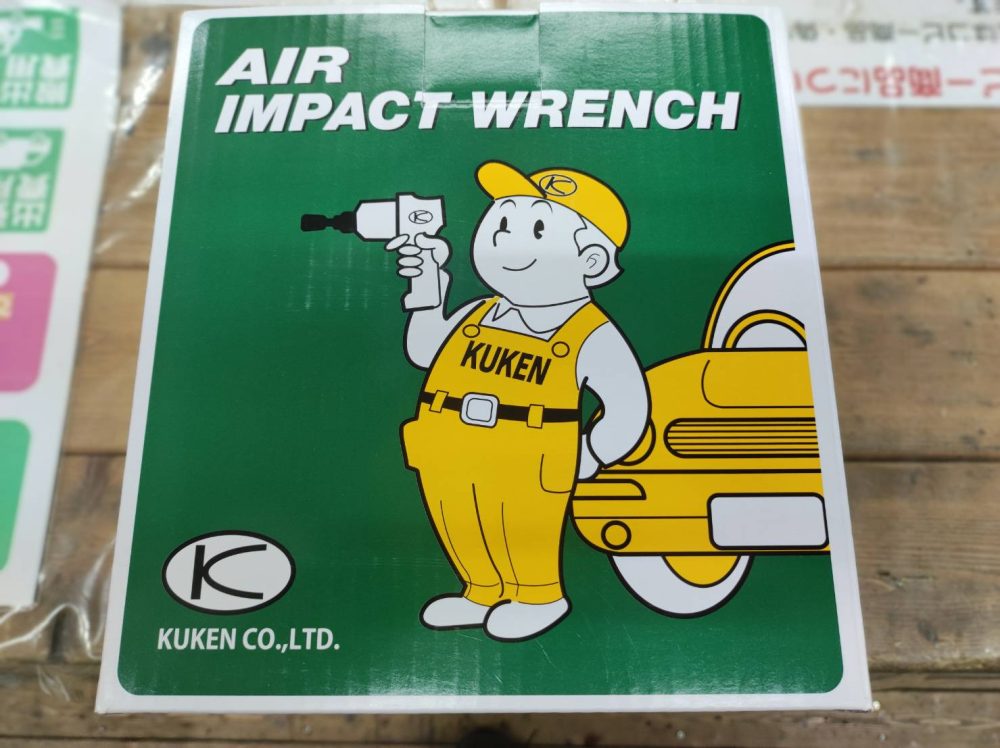 AIR
IMPACT WRENCH
K
K
KUKEN
K
KUKEN CO.,LTD.